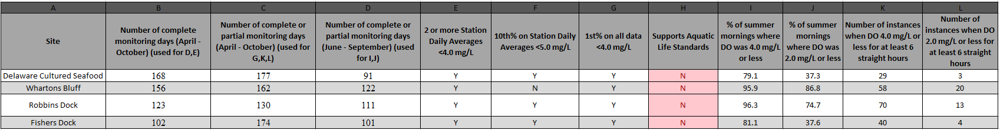 A B C D E F G H I J K L
Site
Number of complete
monitoring days (April -
October) (used for D,E)
Number of complete or
partial monitoring days
(April - October) (used for
G,K,L)
Number of complete or
partial monitoring days
(June - September) (used
for I,J)
2 or more Station
Daily Averages
<4.0 mg/L
10th% on Station Daily
Averages <5.0 mg/L
1st% on all data
<4.0 mg/L
Supports Aquatic
Life Standards
% of summer
mornings where
DO was 4.0 mg/L
or less
% of summer
mornings
where DO was
2.0 mg/L or less
Number of instances
when DO 4.0 mg/L or
less for at least 6
straight hours
Number of
instances when DO
2.0 mg/L or less for
at least 6 straight
hours
Delaware Cultured Seafood 168 177 91 Y Y Y N 79.1 37.3 29 3
Whartons Bluff 156 162 122 Y N Y N 95.9 86.8 58 20
Robbins Dock 123 130 111 Y Y Y N 96.3 74.7 70 13
Fishers Dock 102 174 101 Y Y Y N 81.1 37.6 40 4